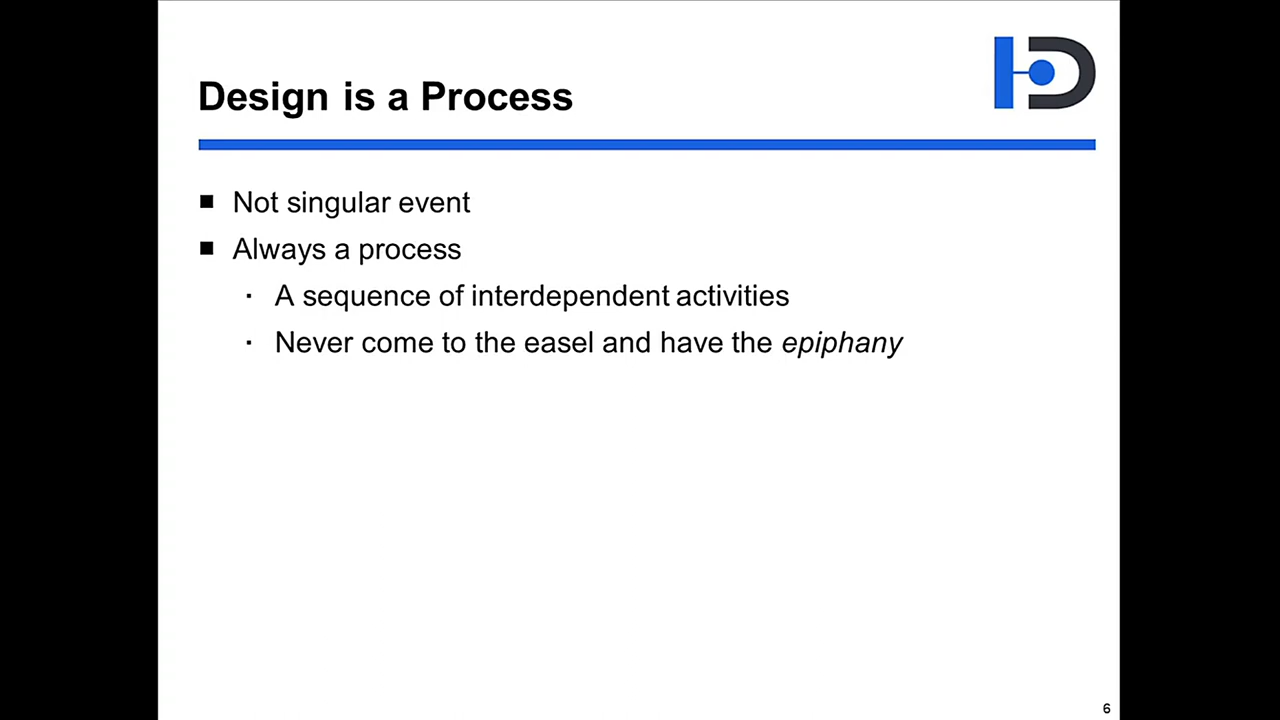 Design is a Process
Not singular event
Always a process
A sequence of interdependent activities
Never come to the easel and have the epiphany
6